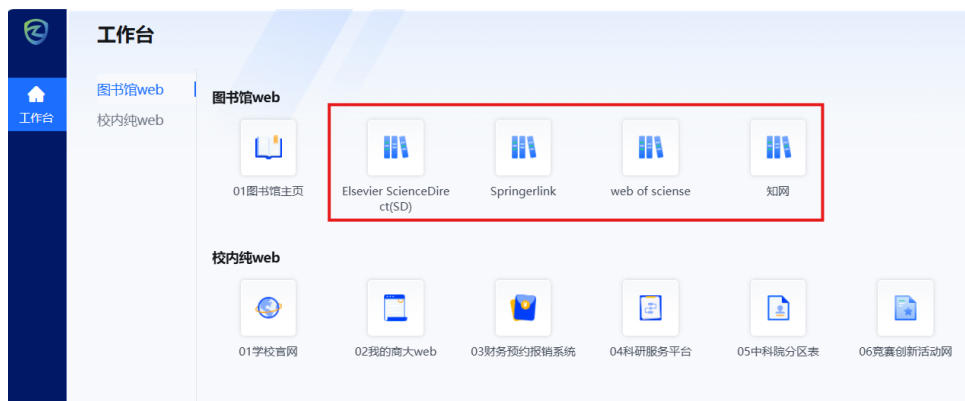 工作台
工作台
图书馆web
校内纯web
图书馆web
01图书馆主页
Elsevier ScienceDire
ct(SD)
Springerlink
web of sciense
知网
校内纯web
01学校官网
02我的商大web
03财务预约报销系统
04科研服务平台
05中科院分区表
06竞赛创新活动网